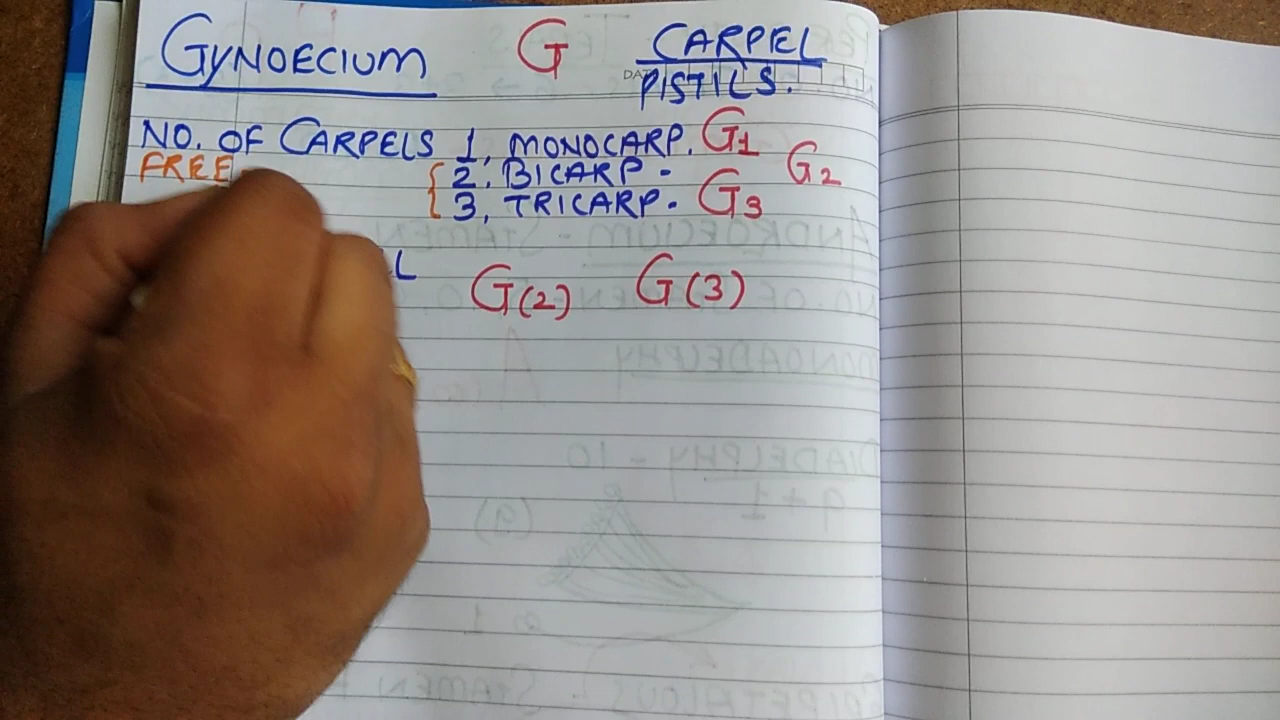 GYNOECIUM G CARPEL
PISTILS.
NO. OF CARPELS 1, MONOCARP. G1
FREE- 2. BICARP - G2
3, TRICARP. G3
G(2) G(3)